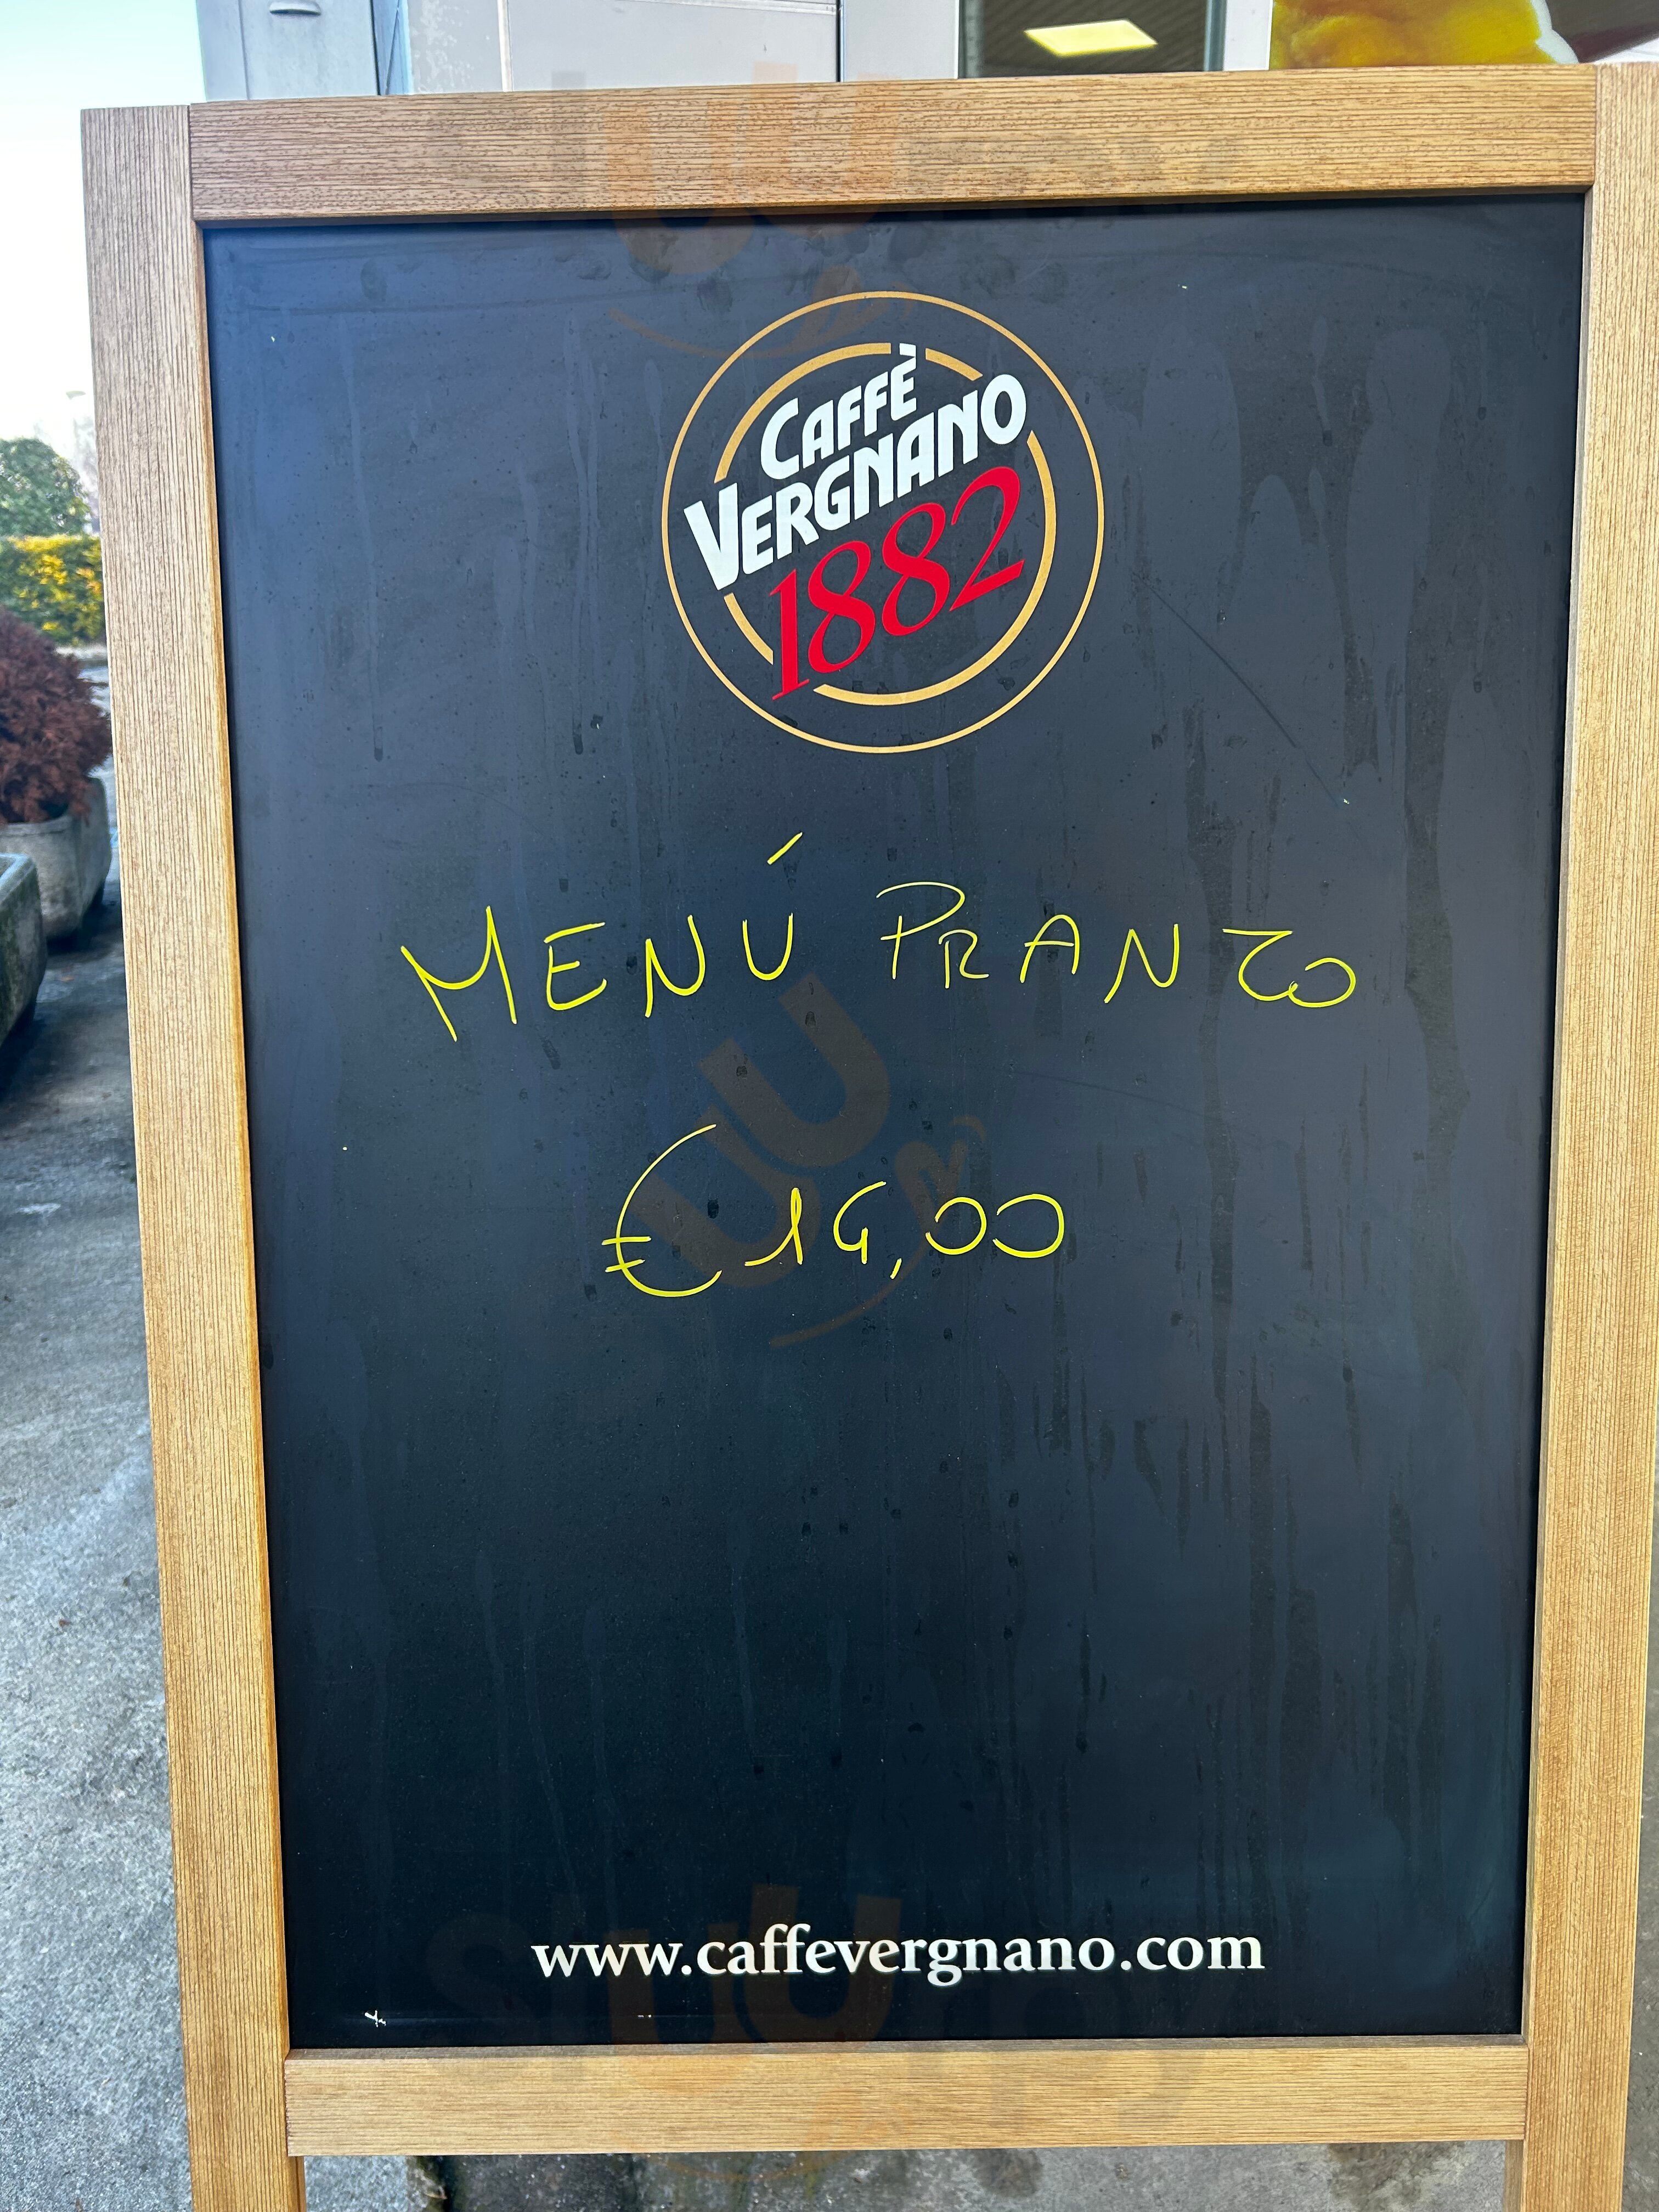 CAFFÈ
VERGNANO
1882
MENÚ PRANZO
€ 14,00
www.caffevergnano.com